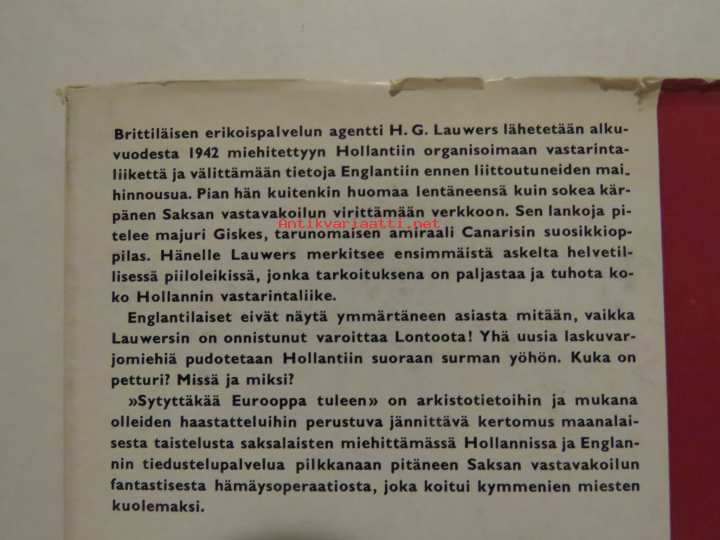 Brittiläisen erikoispalvelun agentti H. G. Lauwers lähetetään alku-
vuodesta 1942 miehitettyyn Hollantiin organisoimaan vastarinta-
liikettä ja välittämään tietoja Englantiin ennen liittoutuneiden mai-
hinnousua. Pian hän kuitenkin huomaa lentäneensä kuin sokea kär-
pänen Saksan vastavakoilun virittämään verkkoon. Sen lankoja pi-
Antikvariaatti.net
telee majuri Giskes, tarunomaisen amiraali Canarisin suosikkiop-
pilas. Hänelle Lauwers merkitsee ensimmäistä askelta helvetil-
lisessä piiloleikissä, jonka tarkoituksena on paljastaa ja tuhota ko-
ko Hollannin vastarintaliike.
Englantilaiset eivät näytä ymmärtäneen asiasta mitään, vaikka
Lauwersin on onnistunut varoittaa Lontoota! Yhä uusia laskuvar-
jomiehiä pudotetaan Hollantiin suoraan surman yöhön. Kuka on
petturi? Missä ja miksi?
»Sytyttäkää Eurooppa tuleen» on arkistotietoihin ja mukana
olleiden haastatteluihin perustuva jännittävä kertomus maanalai-
sesta taistelusta saksalaisten miehittämässä Hollannissa ja Englan-
nin tiedustelupalvelua pilkkanaan pitäneen Saksan vastavakoilun
fantastisesta hämäysoperaatiosta, joka koitui kymmenien miesten
kuolemaksi.